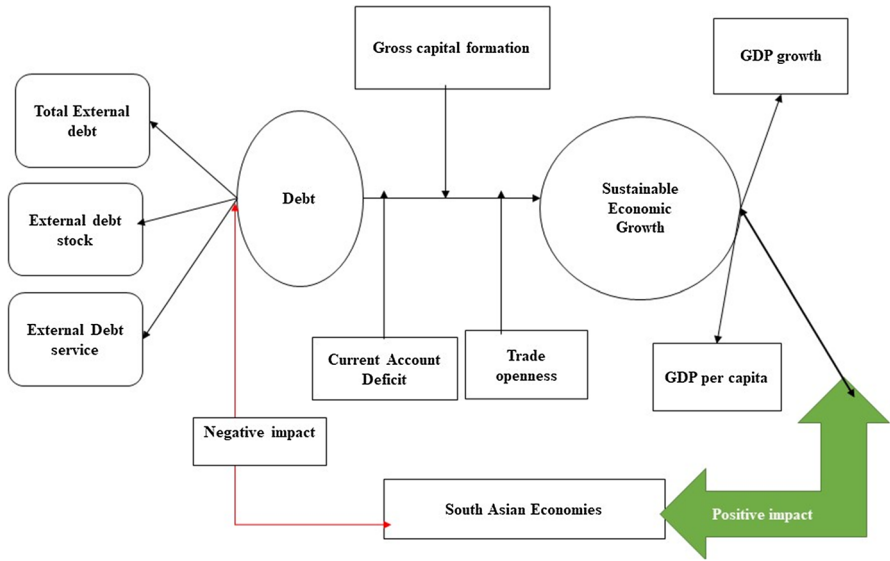 Gross capital formation
GDP growth
Total External
debt
External debt
stock
External Debt
service
Debt
Sustainable
Economic
Growth
Current Account
Deficit
Trade
openness
GDP per capita
Negative impact
South Asian Economies
Positive impact